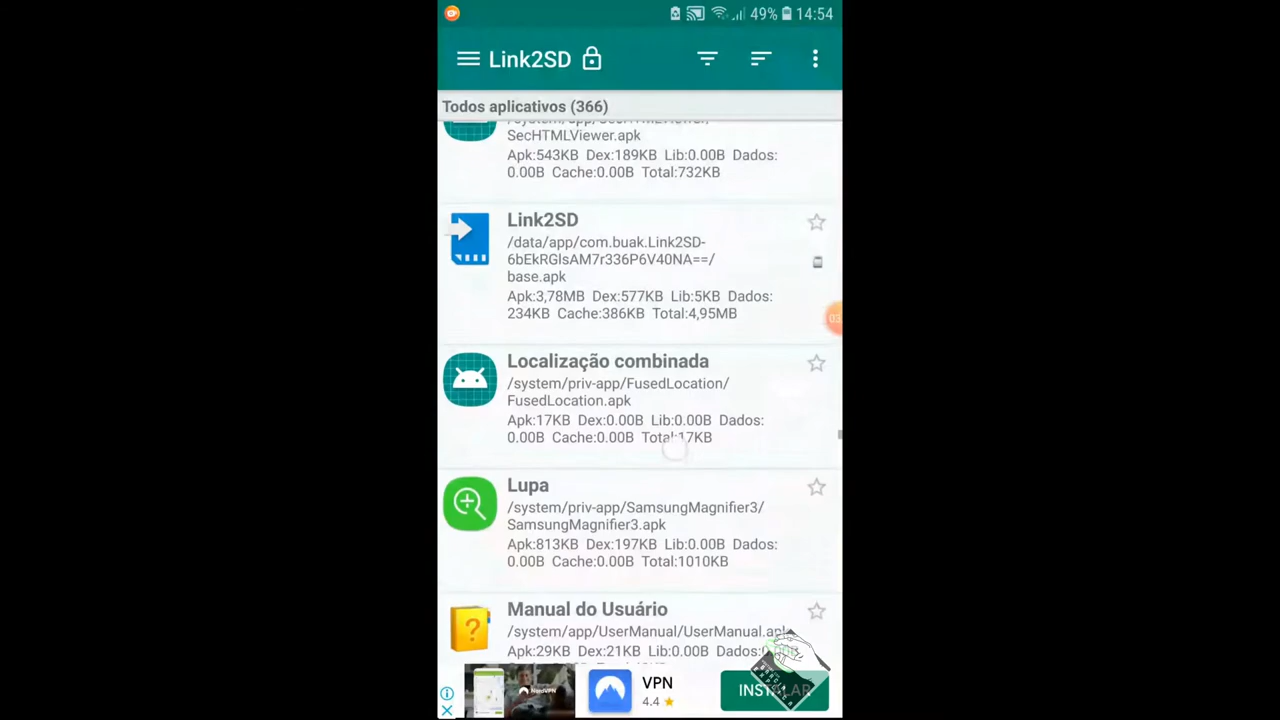 49% 14:54
Link2SD
Todos aplicativos (366)
SecHTMLViewer.apk
Apk:543KB Dex:189KB Lib:0.00B Dados:
0.00B Cache:0.00B Total:732KB
Link2SD
/data/app/com.buak.Link2SD-
6bEkRGlsAM7r336P6V40NA==/
base.apk
Apk:3,78MB Dex:577KB Lib:5KB Dados:
234KB Cache:386KB Total:4,95MB
03
Localização combinada
/system/priv-app/FusedLocation/
FusedLocation.apk
Apk:17KB Dex:0.00B Lib:0.00B Dados:
0.00B Cache:0.00B Total:17KB
Lupa
/system/priv-app/SamsungMagnifier3/
SamsungMagnifier3.apk
Apk:813KB Dex:197KB Lib:0.00B Dados:
0.00B Cache:0.00B Total:1010KB
Manual do Usuário
/system/app/UserManual/UserManual.apk
Apk:29KB Dex:21KB Lib:0.00B
NordVPN
VPN
4.4
INSTALAR